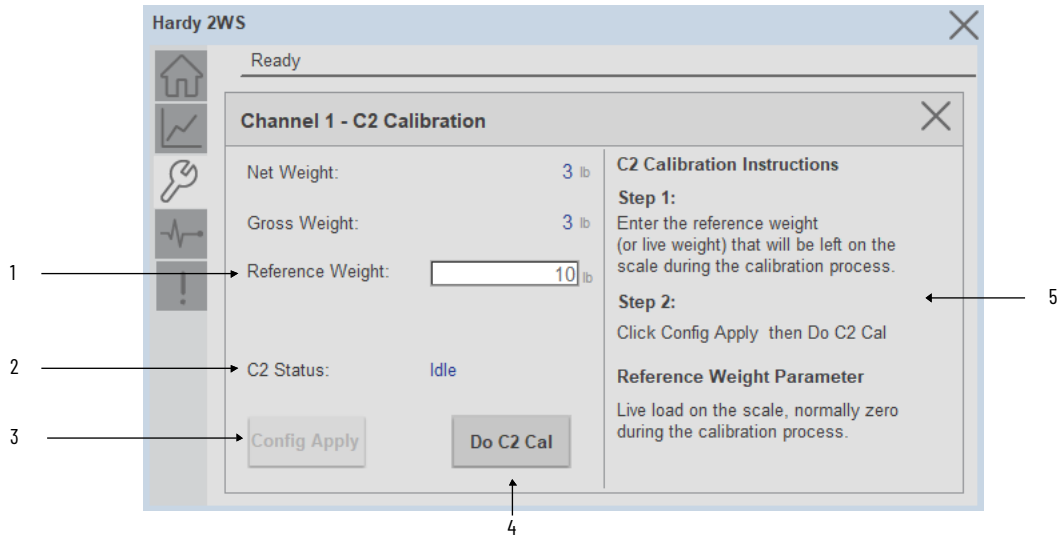 Hardy 2WS
Ready
Channel 1 - C2 Calibration
Net Weight: 3 lb
Gross Weight: 3 lb
1
Reference Weight: 10 lb
2
C2 Status: Idle
3
Config Apply
Do C2 Cal
4
C2 Calibration Instructions
Step 1:
Enter the reference weight
(or live weight) that will be left on the
scale during the calibration process.
Step 2:
Click Config Apply then Do C2 Cal
Reference Weight Parameter
Live load on the scale, normally zero
during the calibration process.
5